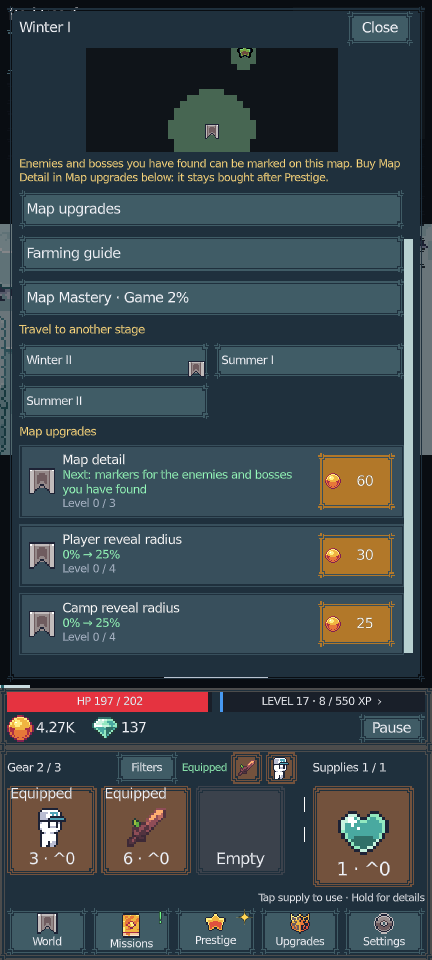 Winter I
Close
Enemies and bosses you have found can be marked on this map. Buy Map
Detail in Map upgrades below: it stays bought after Prestige.
Map upgrades
Farming guide
Map Mastery · Game 2%
Travel to another stage
Winter II
Summer I
Summer II
Map upgrades
Map detail
Next: markers for the enemies and bosses
you have found
Level 0 / 3
60
Player reveal radius
0% → 25%
Level 0 / 4
30
Camp reveal radius
0% → 25%
Level 0 / 4
25
HP 197 / 202
LEVEL 17 · 8 / 550 XP ›
4.27K
137
Pause
Gear 2 / 3
Filters
Equipped
Supplies 1 / 1
Equipped
3 · ^0
Equipped
6 · ^0
Empty
1 · ^0
Tap supply to use · Hold for details
World
Missions
!
Prestige
Upgrades
Settings